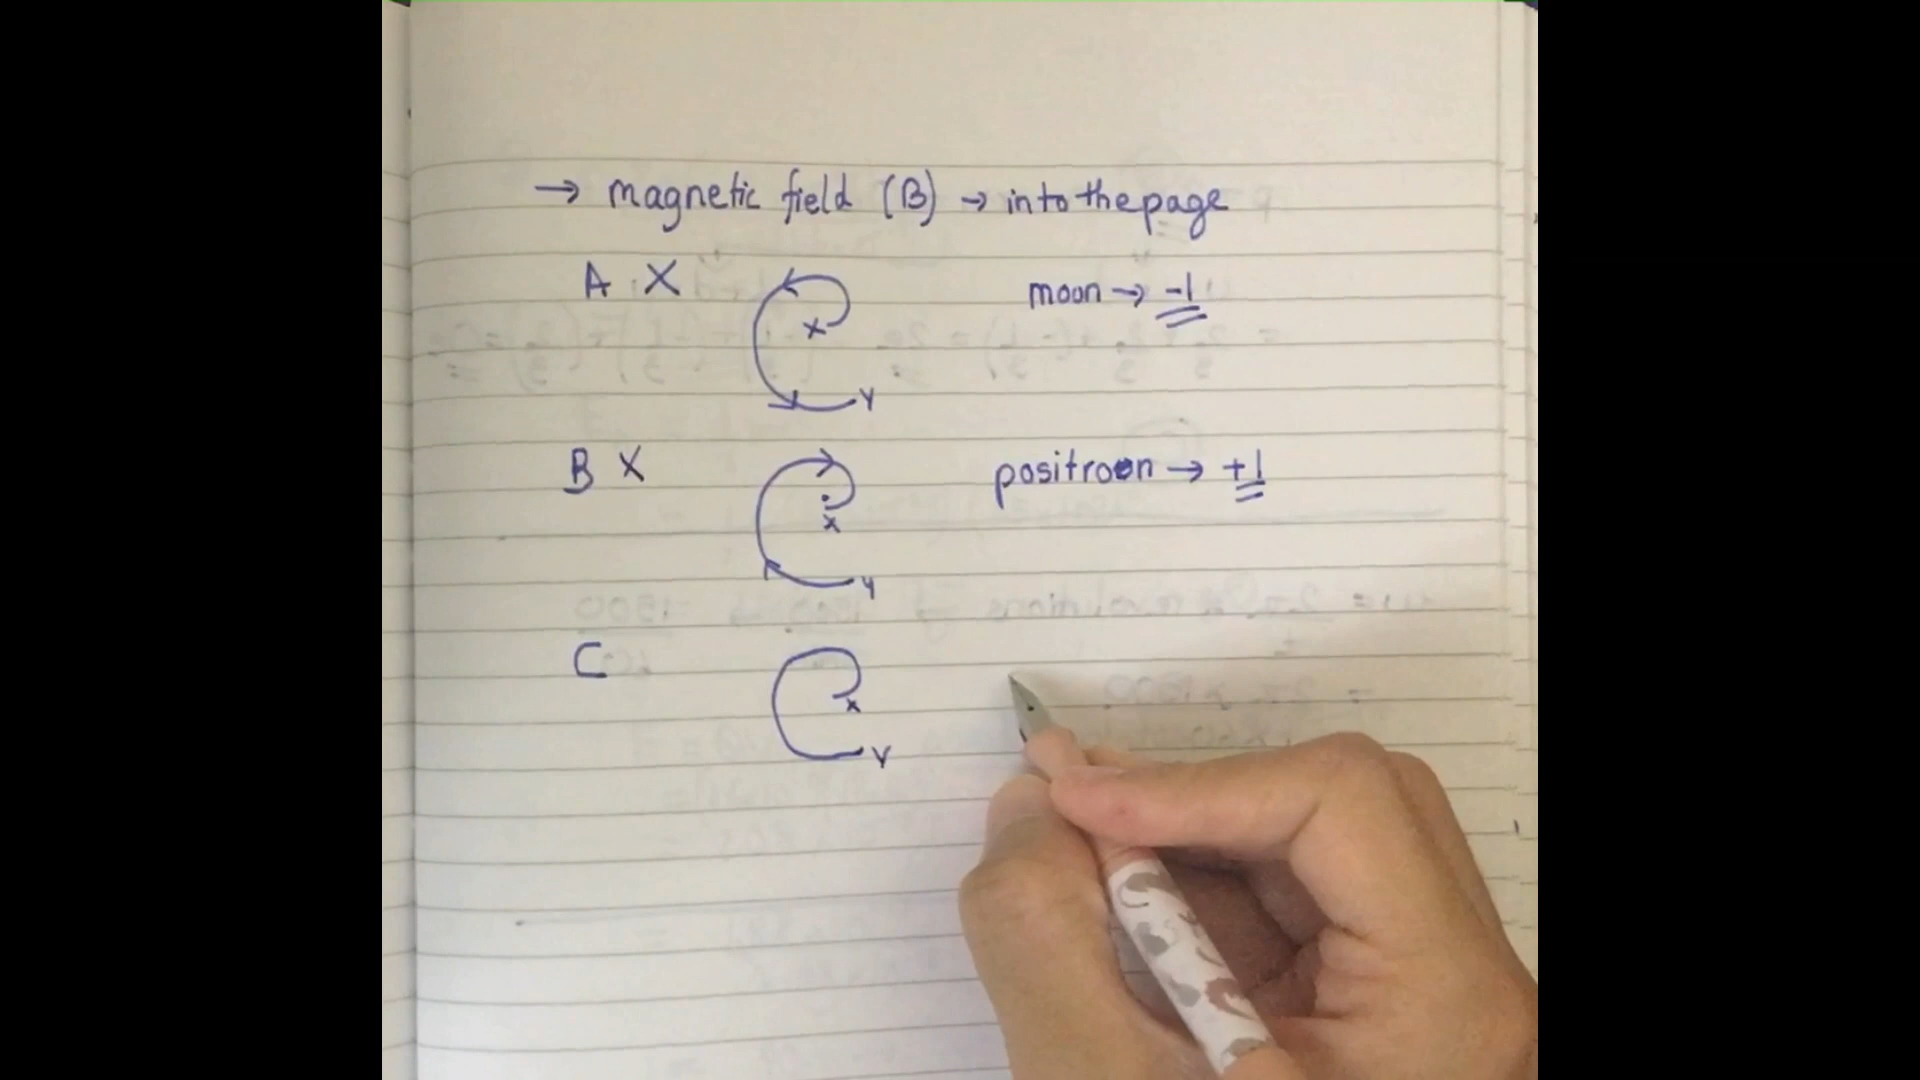 → magnetic field (B) → into the page
A X
moon → -1
x
Y
B X
positroon → +1
x
Y
C
x
Y